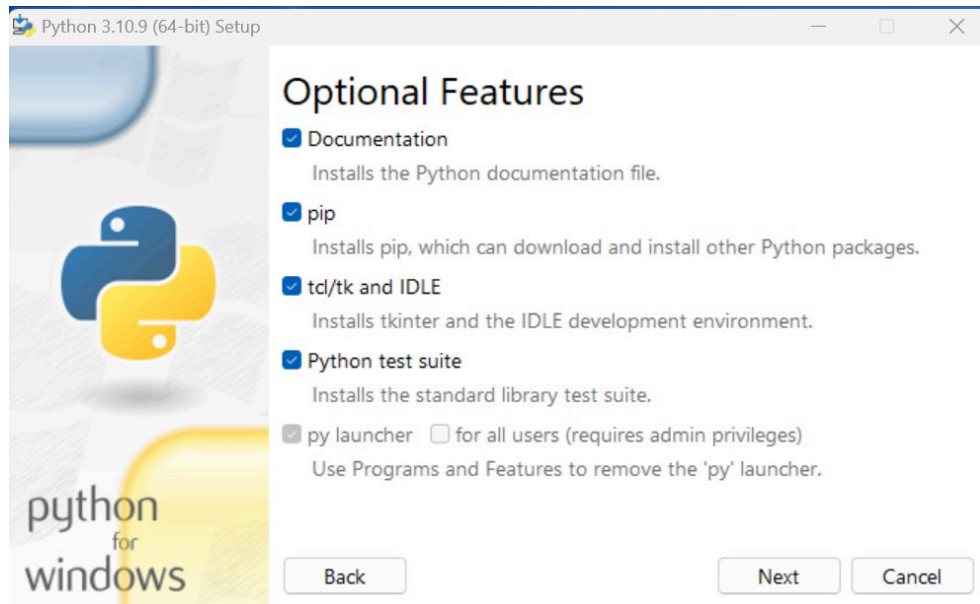 Python 3.10.9 (64-bit) Setup
Optional Features
Documentation
Installs the Python documentation file.
pip
Installs pip, which can download and install other Python packages.
tcl/tk and IDLE
Installs tkinter and the IDLE development environment.
Python test suite
Installs the standard library test suite.
py launcher for all users (requires admin privileges)
Use Programs and Features to remove the 'py' launcher.
python
for
windows
Back Next Cancel